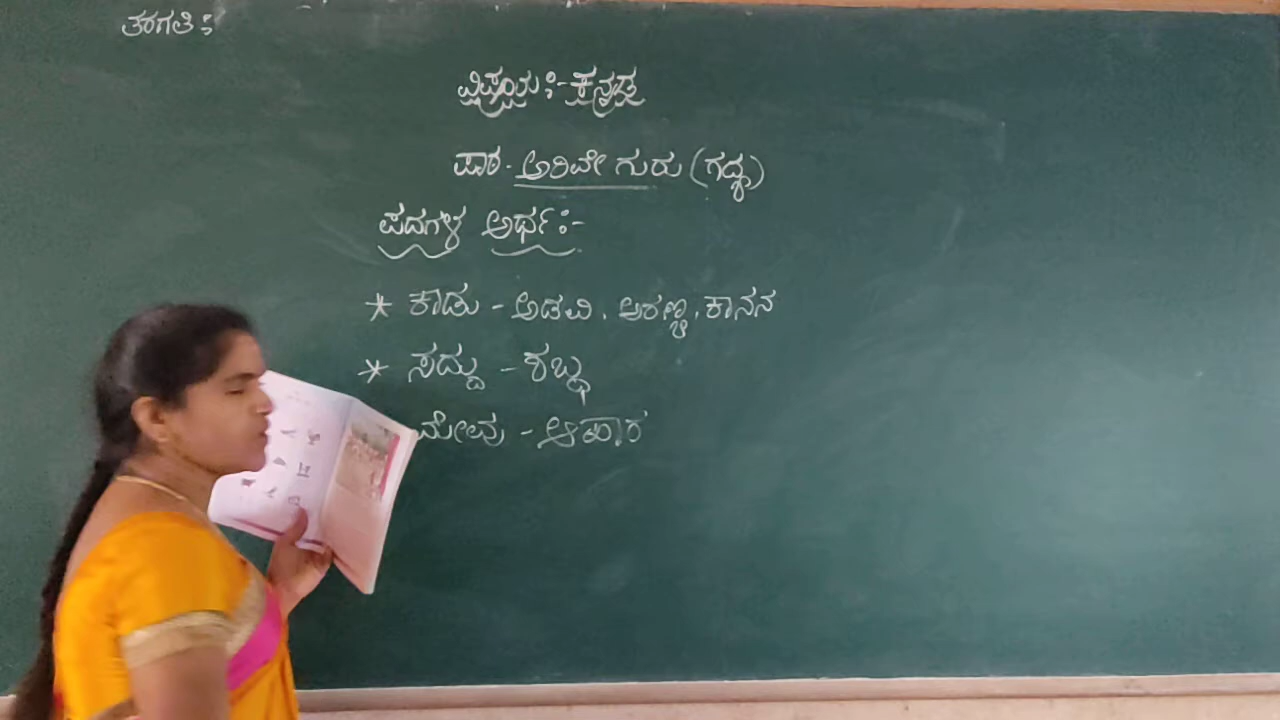 ತರಗತಿ :
ವಿಷಯ :- ಕನ್ನಡ
ಪಾಠ - ಅರಿವೇ ಗುರು (ಗದ್ಯ)
ಪದಗಳ ಅರ್ಥ :-
* ಕಾಡು - ಅಡವಿ, ಅರಣ್ಯ, ಕಾನನ
* ಸದ್ದು - ಶಬ್ಧ
ಮೇವು - ಆಹಾರ